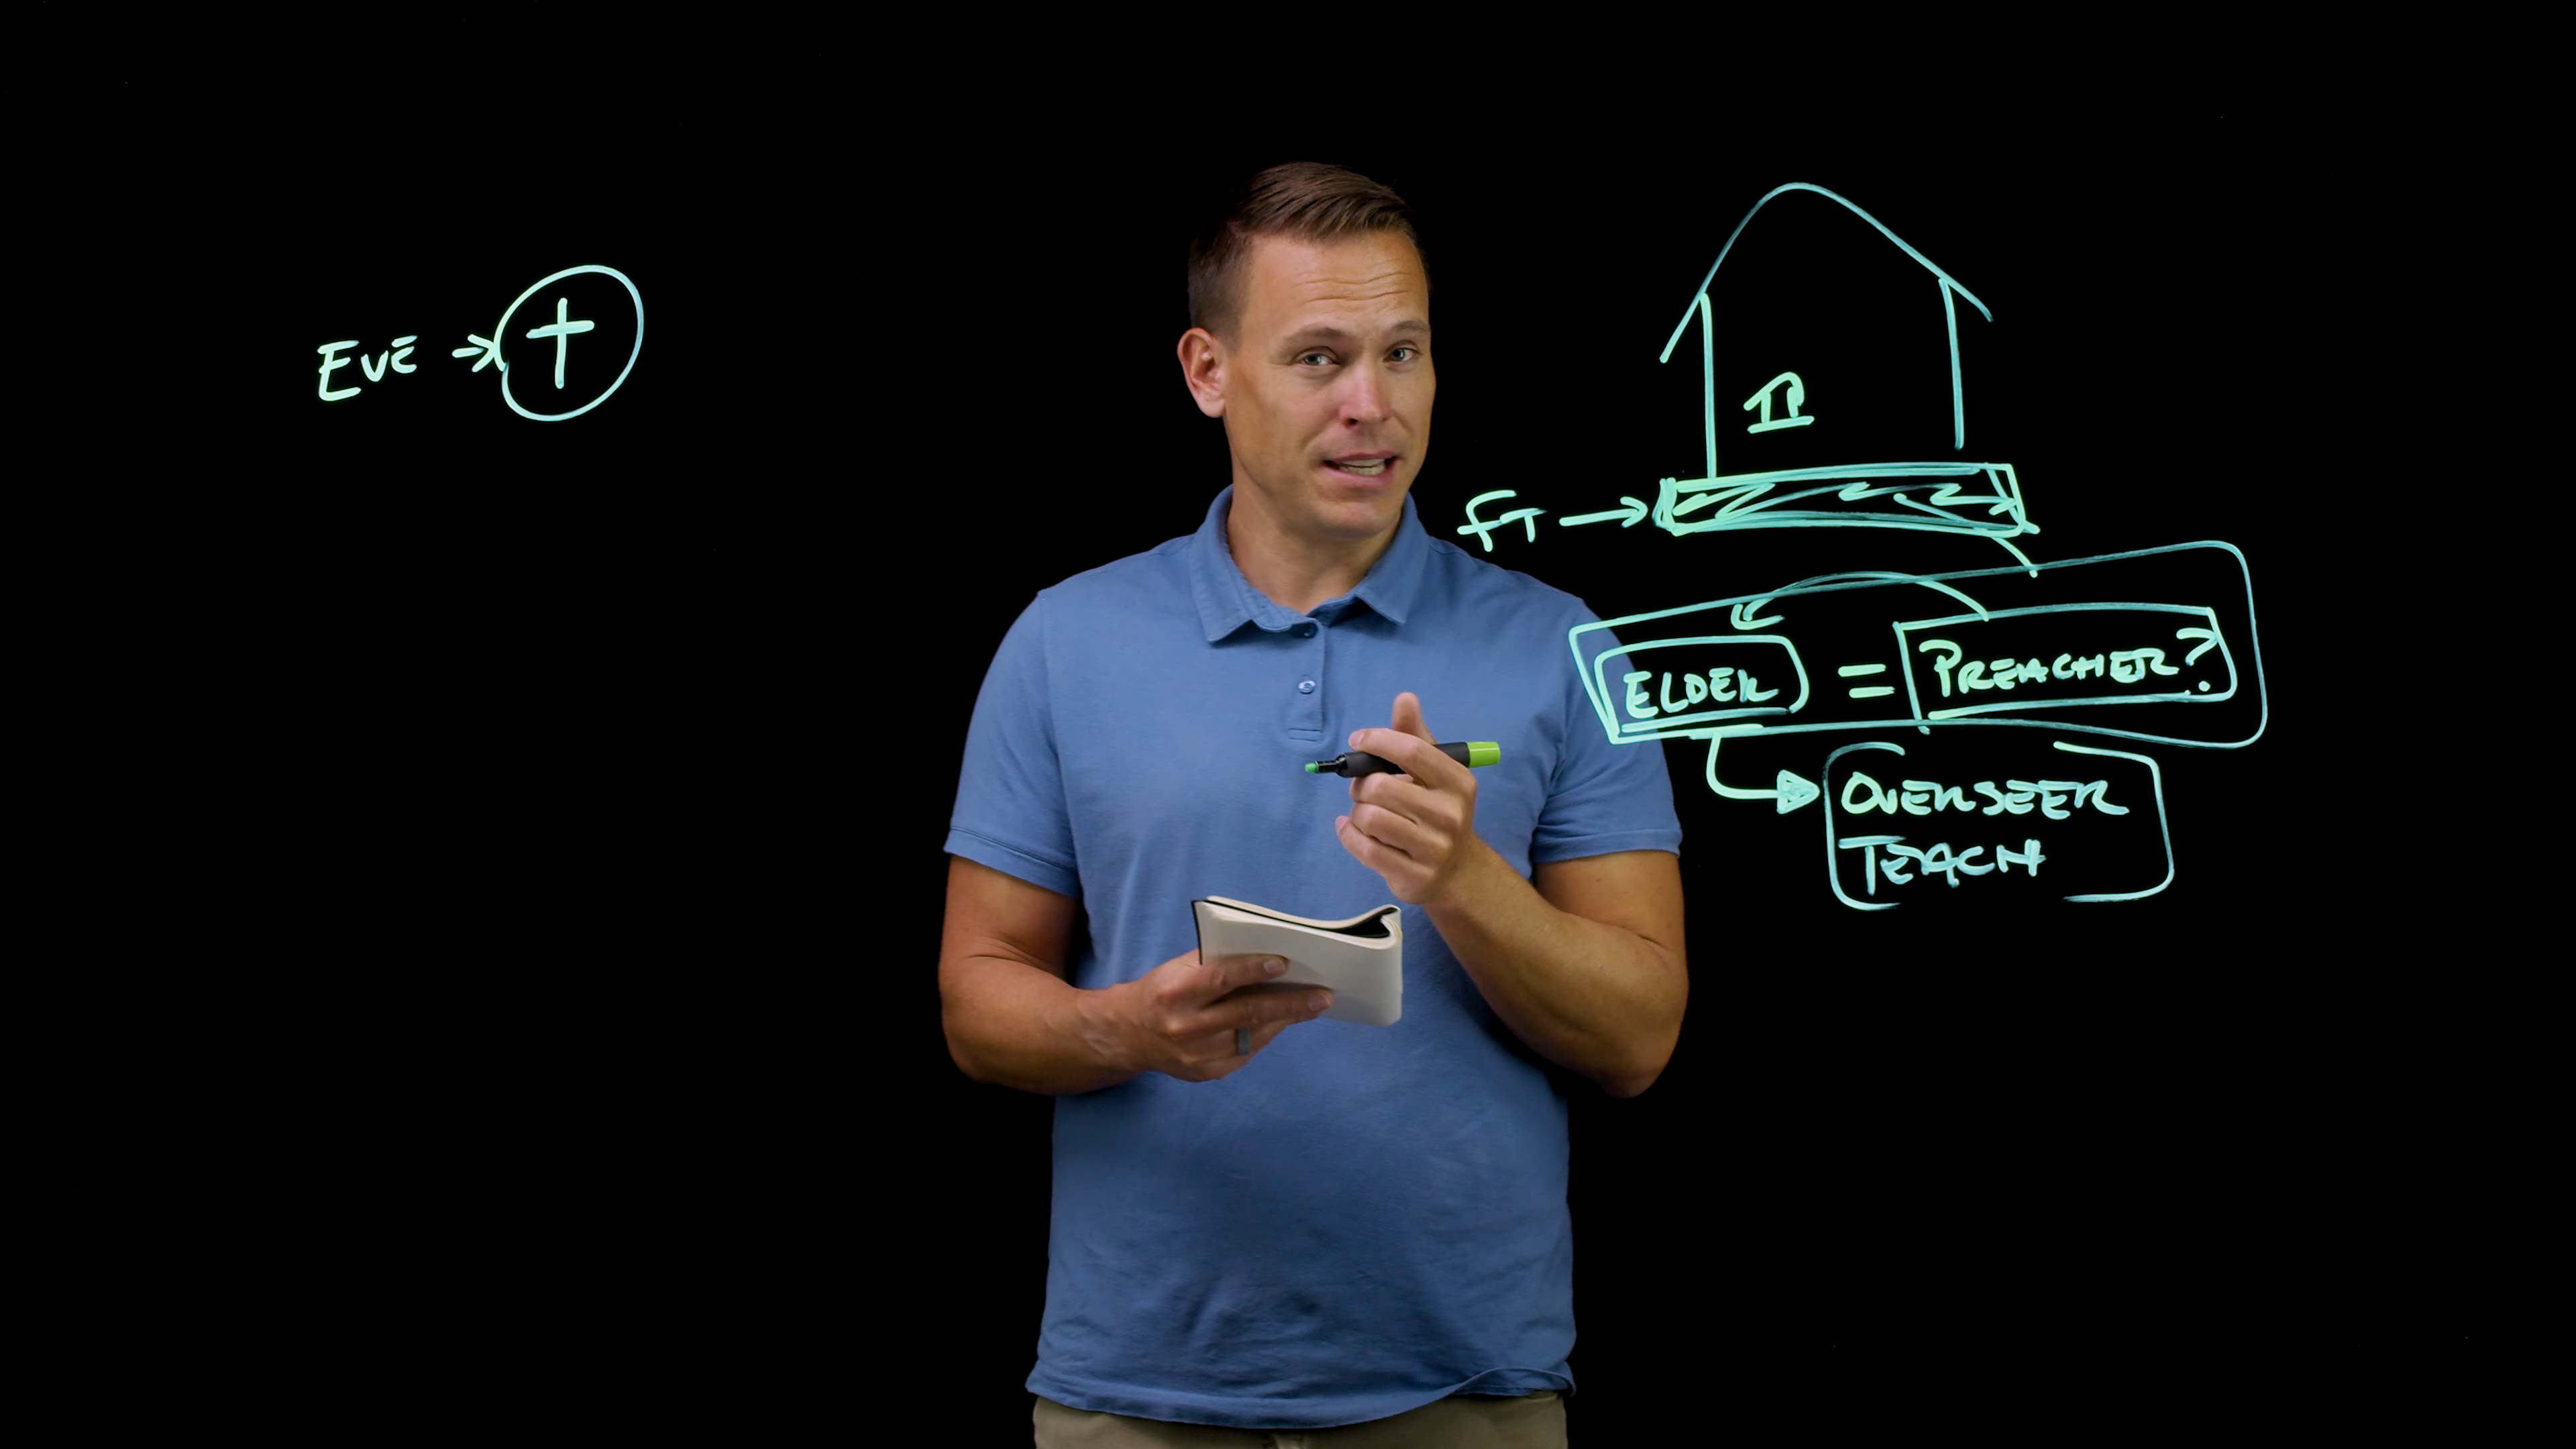 EVE →
FT →
ELDER = PREACHER?
OVERSEER
TEACH